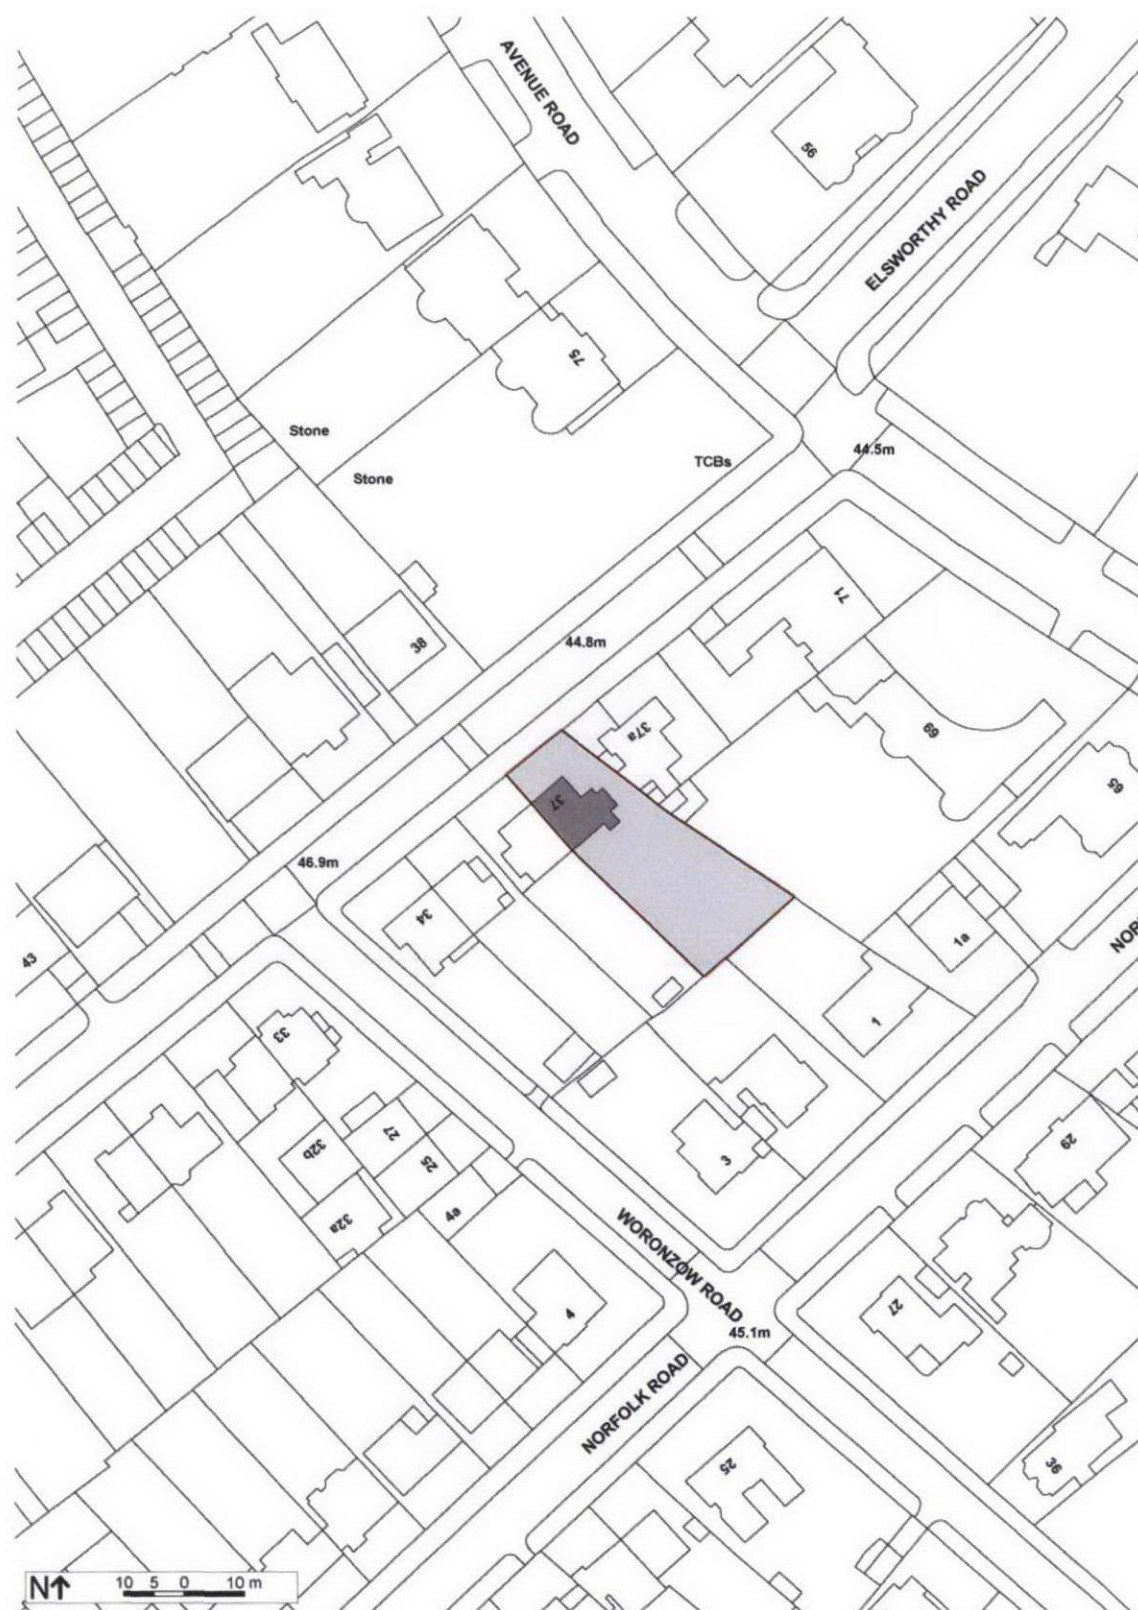 AVENUE ROAD
56
ELSWORTHY ROAD
75
Stone
44.5m
TCBs
Stone
71
38
44.8m
69
37a
65
37
46.9m
34
1a
43
NOR
1
33
27
29
32b
25
3
4a
32a
WORONZOW ROAD
27
4
45.1m
NORFOLK ROAD
25
36
N
10 5 0 10 m